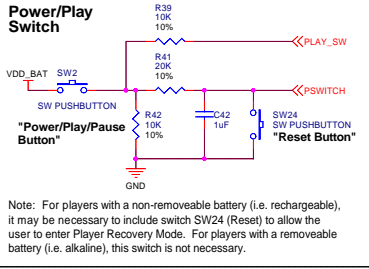 Power/Play
Switch
R39
10K
10%
PLAY_SW
R41
20K
10%
VDD_BAT
SW2
PSWITCH
SW PUSHBUTTON
"Power/Play/Pause
Button"
R42
10K
10%
C42
1uF
SW24
SW PUSHBUTTON
"Reset Button"
GND
Note: For players with a non-removeable battery (i.e. rechargeable),
it may be necessary to include switch SW24 (Reset) to allow the
user to enter Player Recovery Mode. For players with a removeable
battery (i.e. alkaline), this switch is not necessary.